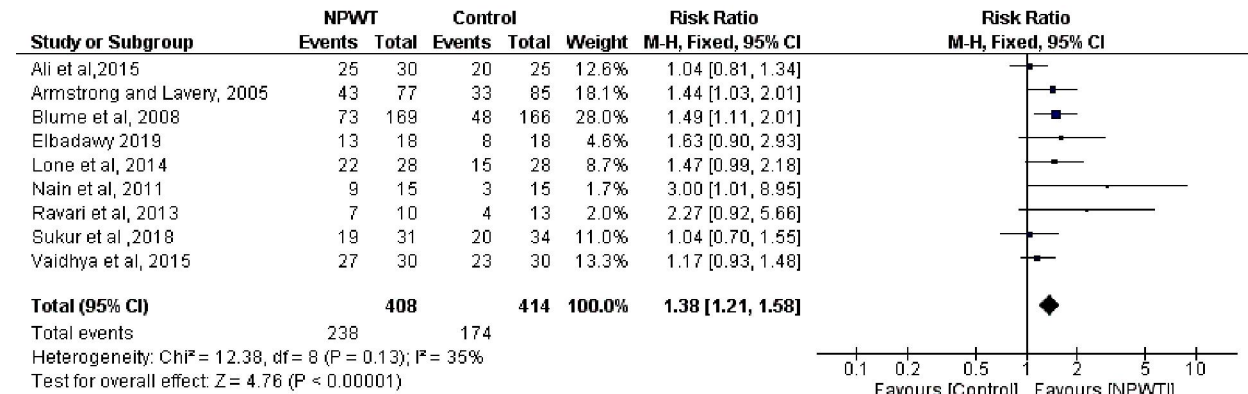 NPWT Control Risk Ratio Risk Ratio
Study or Subgroup Events Total Events Total Weight M-H, Fixed, 95% CI M-H, Fixed, 95% CI
Ali et al,2015 25 30 20 25 12.6% 1.04 [0.81, 1.34]
Armstrong and Lavery, 2005 43 77 33 85 18.1% 1.44 [1.03, 2.01]
Blume et al, 2008 73 169 48 166 28.0% 1.49 [1.11, 2.01]
Elbadawy 2019 13 18 8 18 4.6% 1.63 [0.90, 2.93]
Lone et al, 2014 22 28 15 28 8.7% 1.47 [0.99, 2.18]
Nain et al, 2011 9 15 3 15 1.7% 3.00 [1.01, 8.95]
Ravari et al, 2013 7 10 4 13 2.0% 2.27 [0.92, 5.66]
Sukur et al ,2018 19 31 20 34 11.0% 1.04 [0.70, 1.55]
Vaidhya et al, 2015 27 30 23 30 13.3% 1.17 [0.93, 1.48]
Total (95% CI) 408 414 100.0% 1.38 [1.21, 1.58]
Total events 238 174
Heterogeneity: Chi² = 12.38, df = 8 (P = 0.13); I² = 35%
Test for overall effect: Z = 4.76 (P < 0.00001)
0.1 0.2 0.5 1 2 5 10
Favours [Control] Favours [NPWT]]